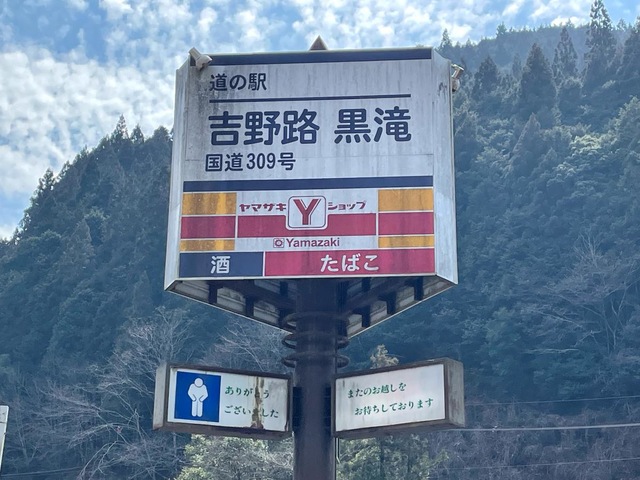 道の駅
吉野路 黒滝
国道309号
ヤマザキ Y ショップ
Yamazaki
酒 たばこ
ありがとう
ございました
またのお越しを
お待ちしております